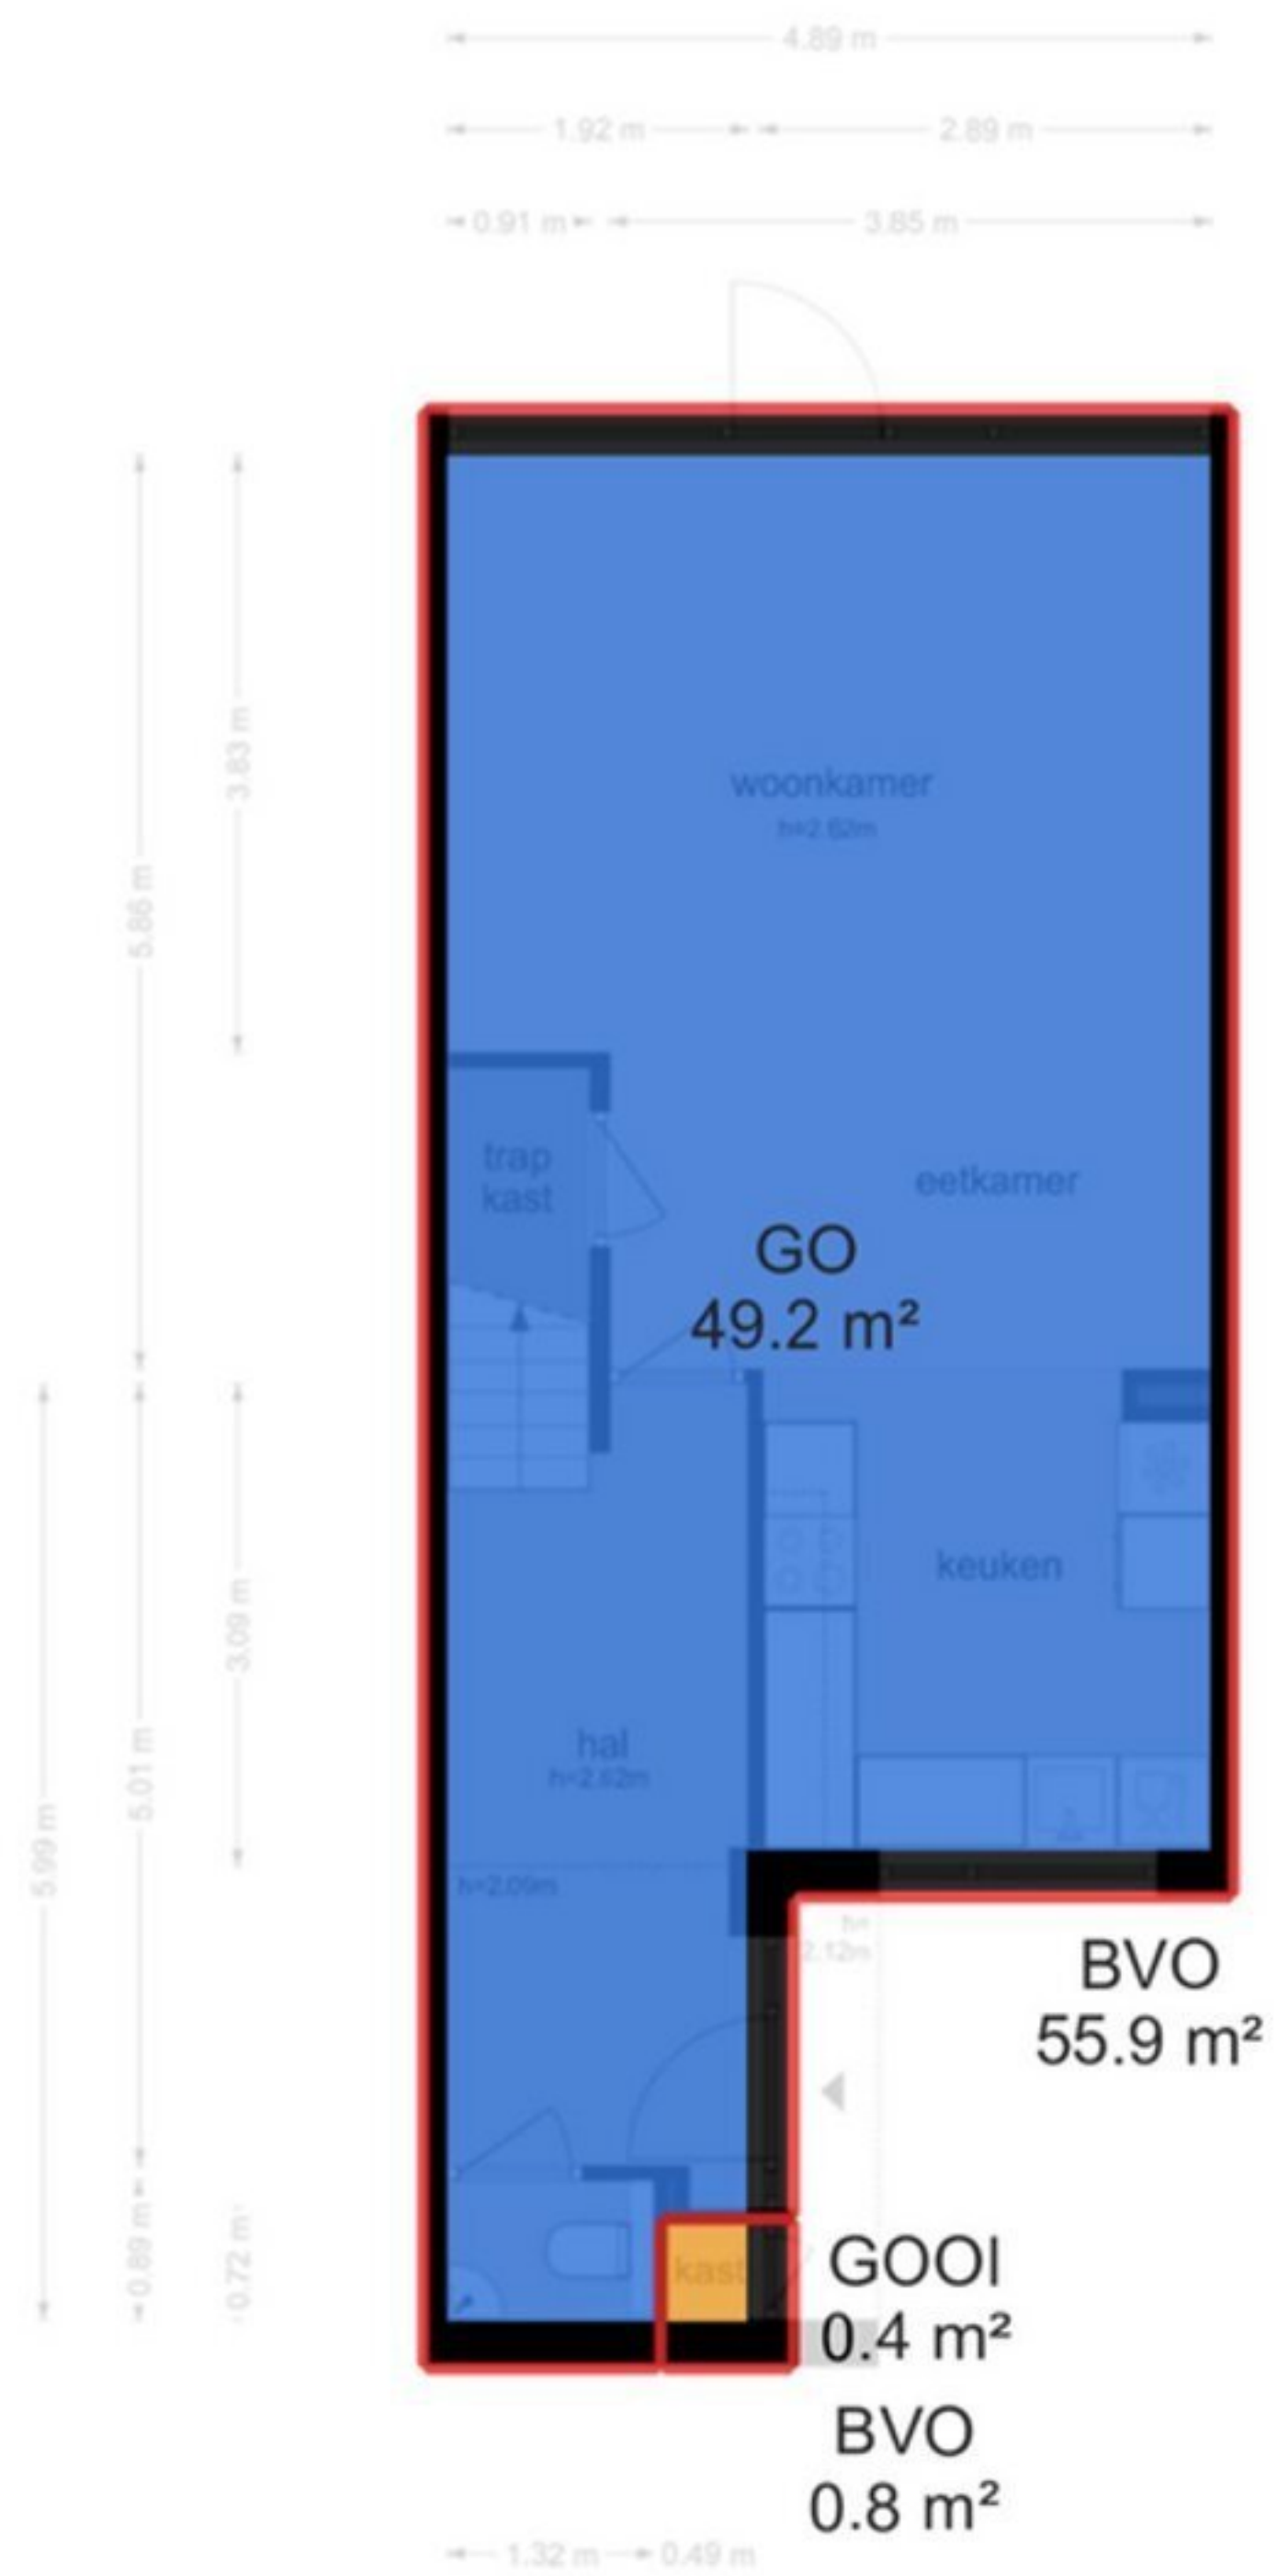 4.89 m
1.92 m
2.89 m
0.91 m
3.85 m
3.83 m
5.86 m
woonkamer
h=2.62m
trap
kast
eetkamer
GO
49.2 m²
keuken
3.09 m
hal
h=2.62m
5.01 m
5.99 m
h=2.09m
h=
2.12m
BVO
55.9 m²
0.89 m
0.72 m
kast
GOOI
0.4 m²
BVO
0.8 m²
1.32 m
0.49 m